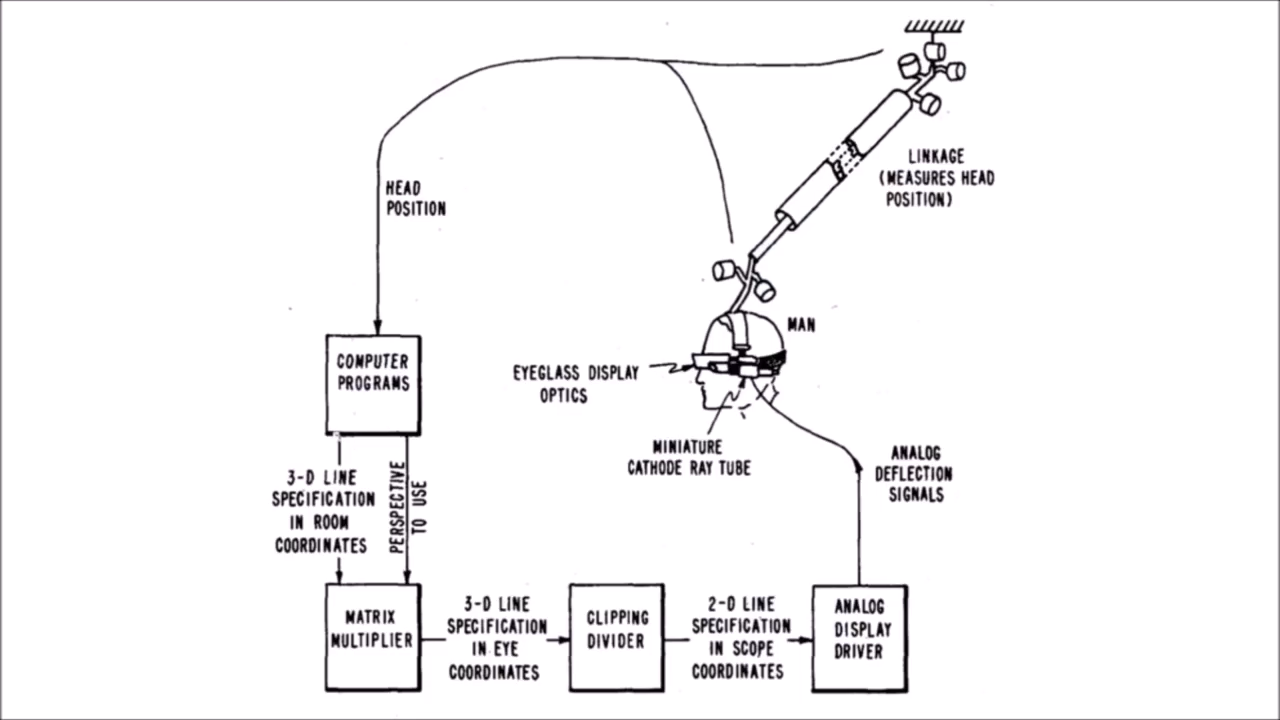 LINKAGE
(MEASURES HEAD
POSITION)
HEAD
POSITION
MAN
COMPUTER
PROGRAMS
EYEGLASS DISPLAY
OPTICS
MINIATURE
CATHODE RAY TUBE
ANALOG
DEFLECTION
SIGNALS
3-D LINE
SPECIFICATION
IN ROOM
COORDINATES
PERSPECTIVE
TO USE
MATRIX
MULTIPLIER
3-D LINE
SPECIFICATION
IN EYE
COORDINATES
CLIPPING
DIVIDER
2-D LINE
SPECIFICATION
IN SCOPE
COORDINATES
ANALOG
DISPLAY
DRIVER